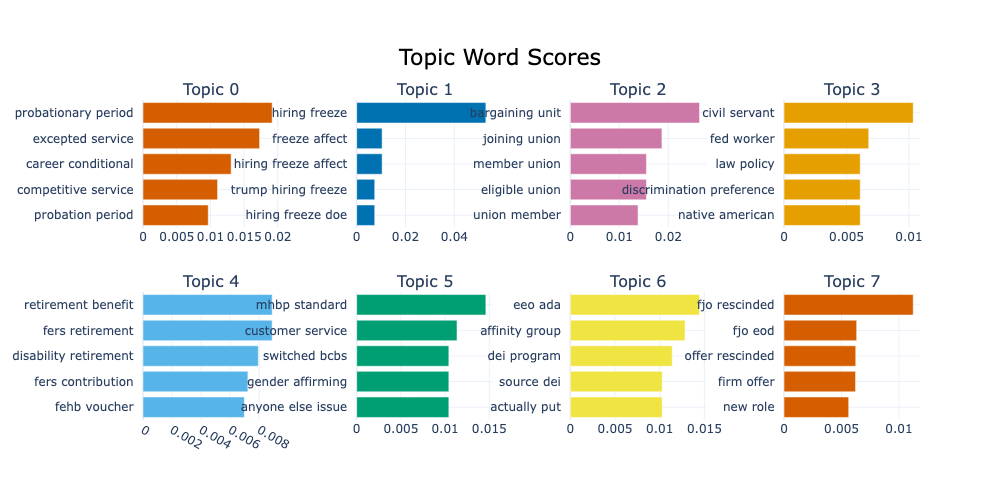 Topic Word Scores
Topic 0
probationary period
excepted service
career conditional
competitive service
probation period
0 0.005 0.01 0.015 0.02
Topic 1
hiring freeze
freeze affect
hiring freeze affect
trump hiring freeze
hiring freeze doe
0 0.02 0.04
Topic 2
bargaining unit
joining union
member union
eligible union
union member
0 0.01 0.02
Topic 3
civil servant
fed worker
law policy
discrimination preference
native american
0 0.005 0.01
Topic 4
retirement benefit
fers retirement
disability retirement
fers contribution
fehb voucher
0 0.002 0.004 0.006 0.008
Topic 5
mhbp standard
customer service
switched bcbs
gender affirming
anyone else issue
0 0.005 0.01 0.015
Topic 6
eeo ada
affinity group
dei program
source dei
actually put
0 0.005 0.01 0.015
Topic 7
fjo rescinded
fjo eod
offer rescinded
firm offer
new role
0 0.005 0.01